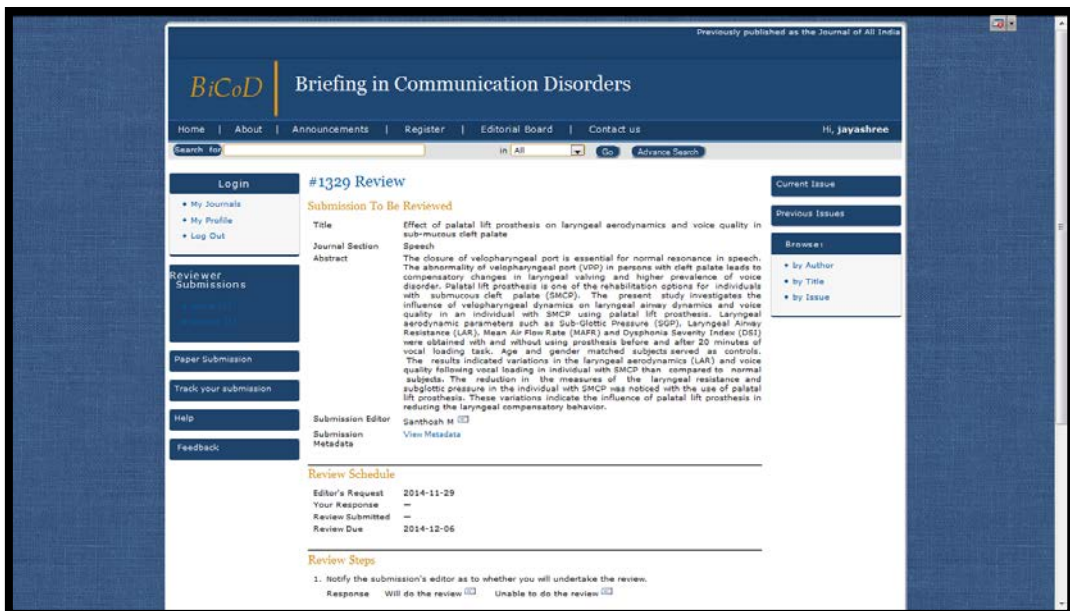 Previously published as the Journal of All India
BiCoD
Briefing in Communication Disorders
Home | About | Announcements | Register | Editorial Board | Contact us
Hi, jayashree
Search for
in All
Go
Advance Search
Login
• My Journals
• My Profile
• Log Out
Reviewer
Submissions
Paper Submission
Track your submission
Help
Feedback
#1329 Review
Submission To Be Reviewed
Title
Effect of palatal lift prosthesis on laryngeal aerodynamics and voice quality in
sub-mucous cleft palate
Journal Section
Speech
Abstract
The closure of velopharyngeal port is essential for normal resonance in speech.
The abnormality of velopharyngeal port (VPP) in persons with cleft palate leads to
compensatory changes in laryngeal valving and higher prevalence of voice
disorder. Palatal lift prosthesis is one of the rehabilitation options for individuals
with submucous cleft palate (SMCP). The present study investigates the
influence of velopharyngeal dynamics on laryngeal airway dynamics and voice
quality in an individual with SMCP using palatal lift prosthesis. Laryngeal
aerodynamic parameters such as Sub-Glottic Pressure (SGP), Laryngeal Airway
Resistance (LAR), Mean Air Flow Rate (MAFR) and Dysphonia Severity Index (DSI)
were obtained with and without using prosthesis before and after 20 minutes of
vocal loading task. Age and gender matched subjects served as controls.
The results indicated variations in the laryngeal aerodynamics (LAR) and voice
quality following vocal loading in individual with SMCP than compared to normal
subjects. The reduction in the measures of the laryngeal resistance and
subglottic pressure in the individual with SMCP was noticed with the use of palatal
lift prosthesis. These variations indicate the influence of palatal lift prosthesis in
reducing the laryngeal compensatory behavior.
Submission Editor
Santhosh M
Submission
Metadata
View Metadata
Review Schedule
Editor's Request 2014-11-29
Your Response —
Review Submitted —
Review Due 2014-12-06
Review Steps
1. Notify the submission's editor as to whether you will undertake the review.
Response Will do the review Unable to do the review
Current Issue
Previous Issues
Browse:
• by Author
• by Title
• by Issue